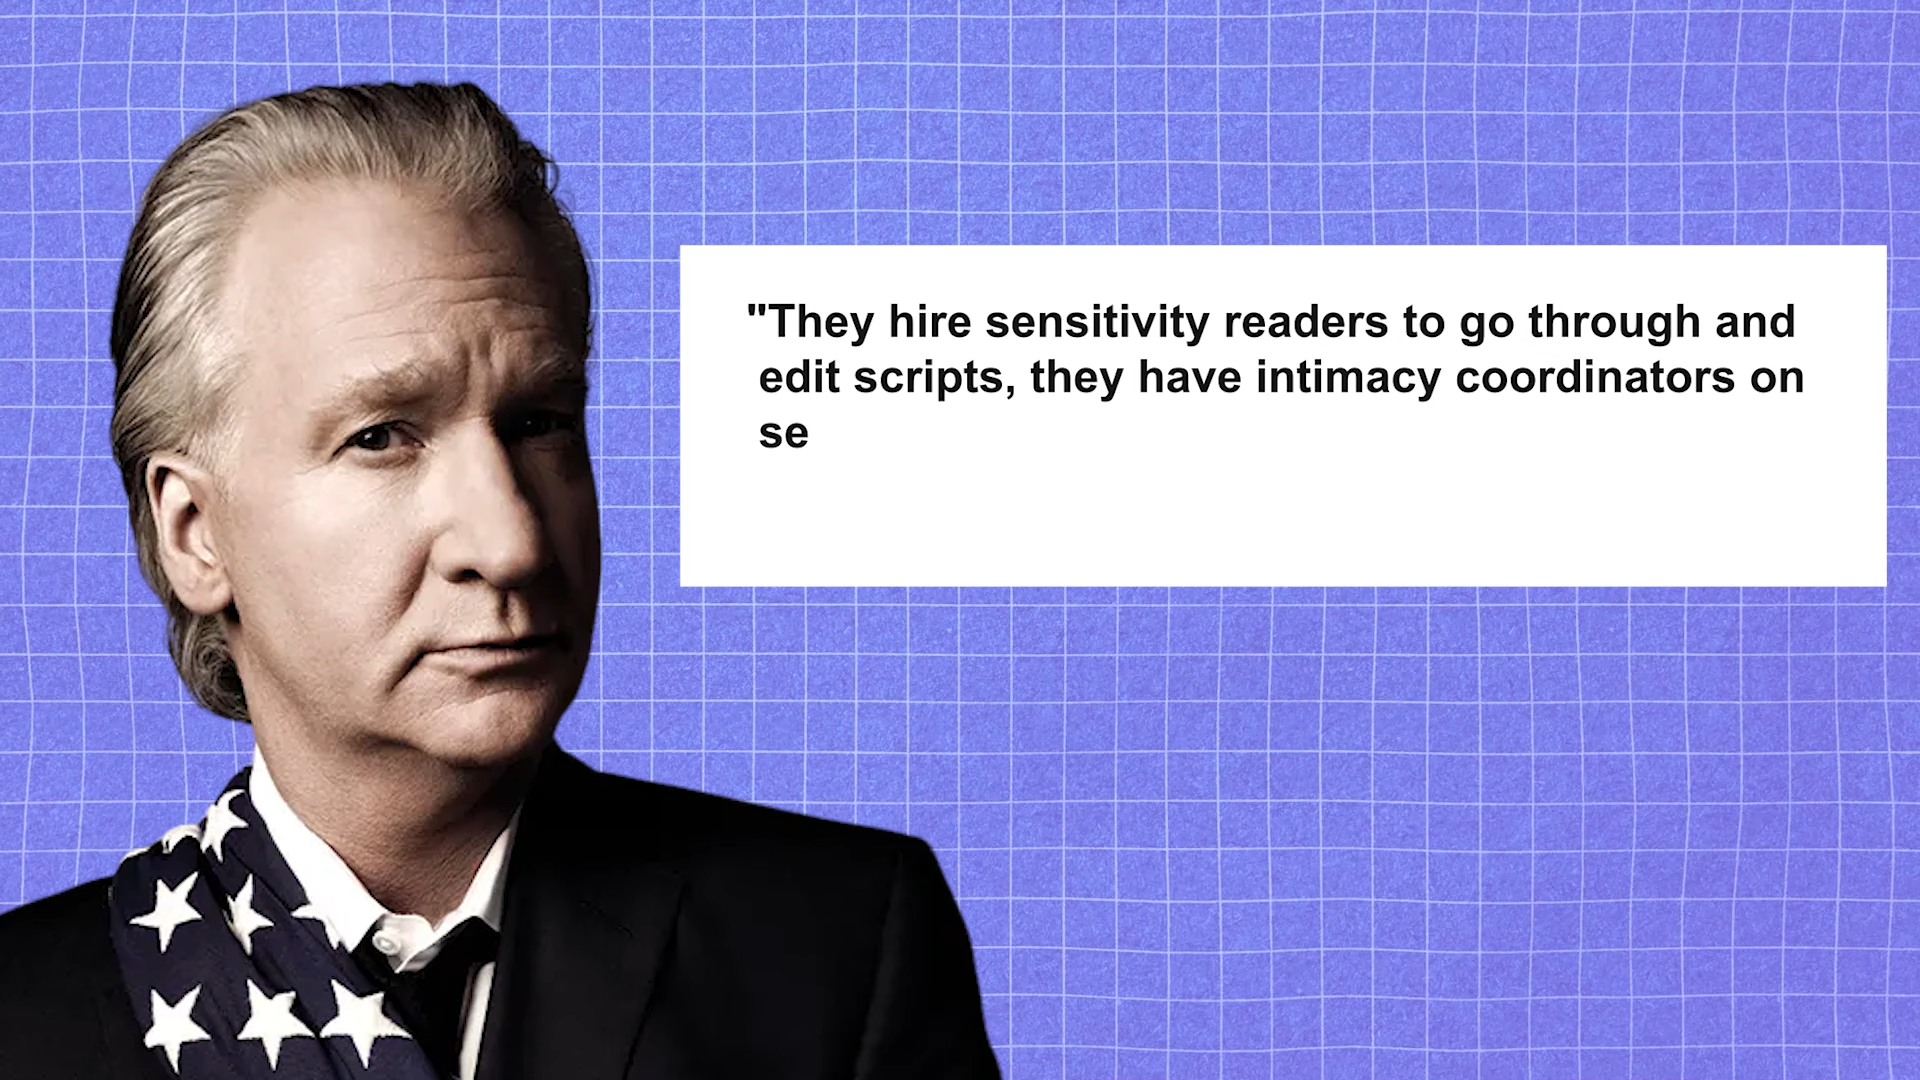 "They hire sensitivity readers to go through and
edit scripts, they have intimacy coordinators on
se